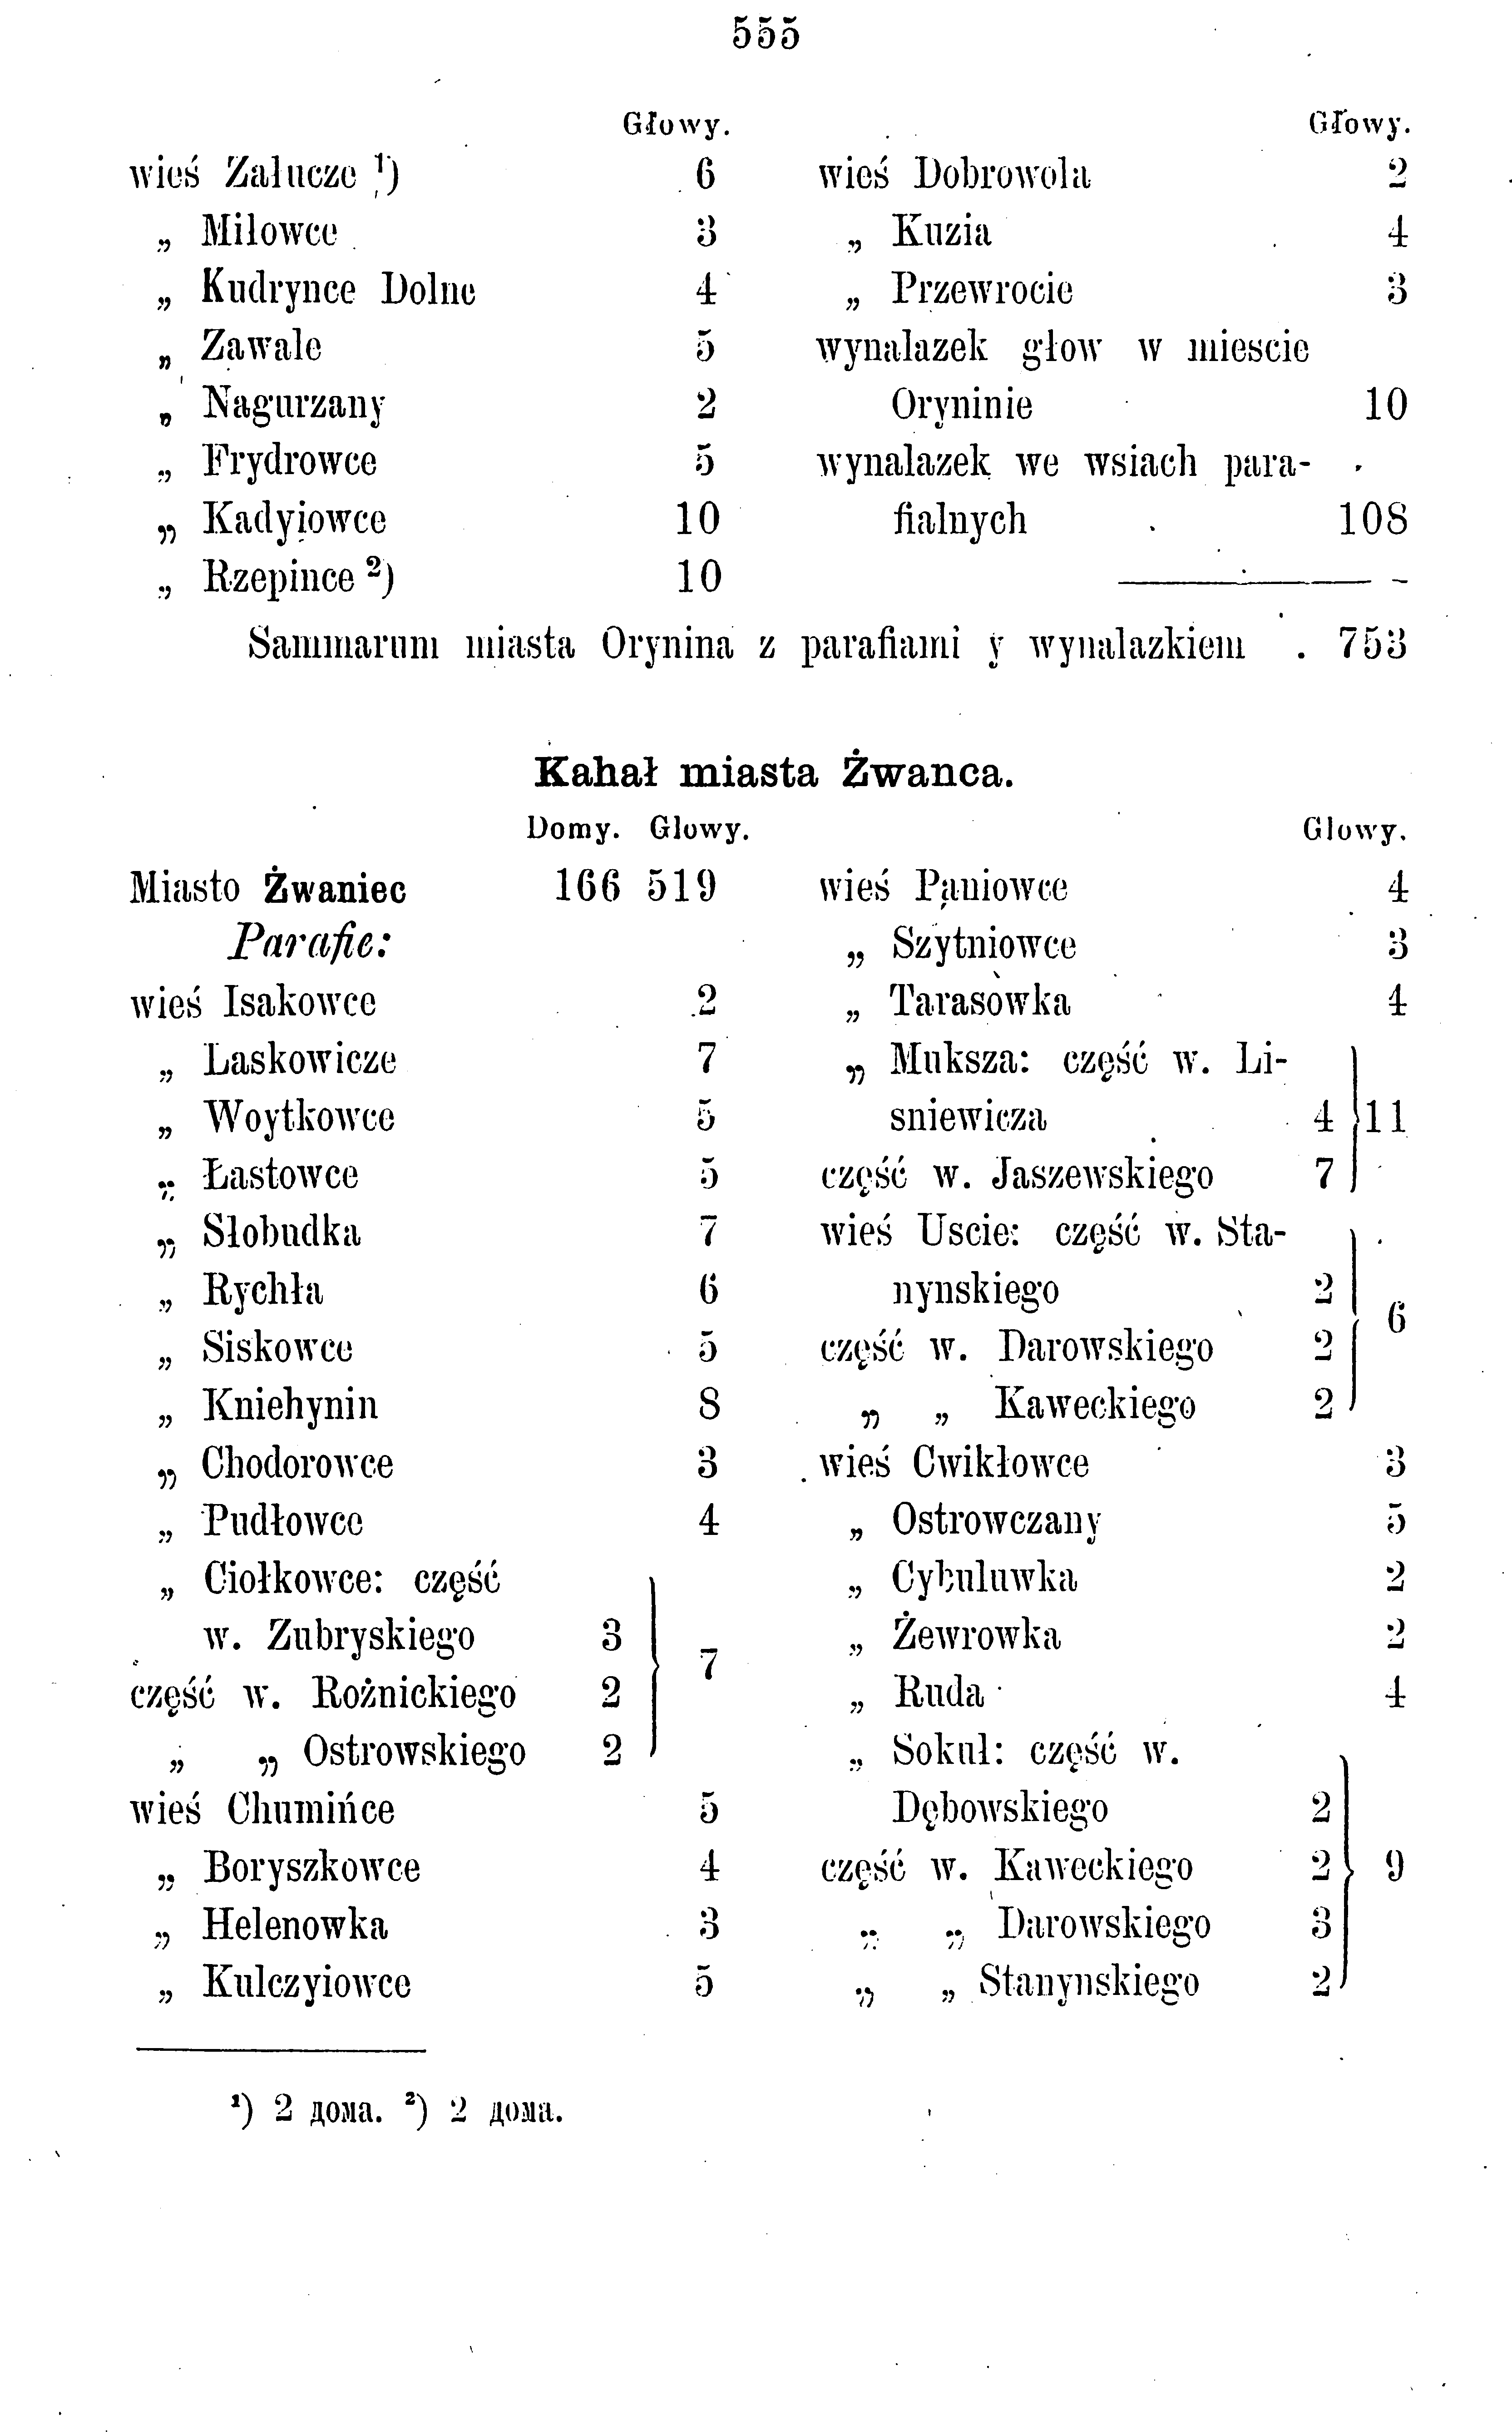 555
Głowy.
wieś Załucze ¹) 6
„ Milowce 3
„ Kudrynce Dolne 4
„ Zawale 5
„ Nagurzany 2
„ Frydrowce 5
„ Kadyiowce 10
„ Rzepince ²) 10
Głowy.
wieś Dobrowola 2
„ Kuzia 4
„ Przewrocie 3
wynalazek głow w miescie
Oryninie 10
wynalazek we wsiach para-
fialnych 108
Sammarum miasta Orynina z parafiami y wynalazkiem . 753
Kahał miasta Żwanca.
Domy. Glowy.
Miasto Żwaniec 166 519
Parafie:
wieś Isakowce 2
„ Laskowicze 7
„ Woytkowce 5
„ Łastowce 5
„ Słobudka 7
„ Rychła 6
„ Siskowce 5
„ Kniehynin 8
„ Chodorowce 3
„ Pudłowce 4
„ Ciołkowce: część
w. Zubryskiego 3
część w. Rożnickiego 2 } 7
„ „ Ostrowskiego 2
wieś Chumińce 5
„ Boryszkowce 4
„ Helenowka 3
„ Kulczyiowce 5
Glowy.
wieś Paniowce 4
„ Szytniowce 3
„ Tarasowka 4
„ Muksza: część w. Li-
sniewicza 4 } 11
część w. Jaszewskiego 7
wieś Uscie: część w. Sta-
nynskiego 2
część w. Darowskiego 2 } 6
„ „ Kaweckiego 2
wieś Cwikłowce 3
„ Ostrowczany 5
„ Cybuluwka 2
„ Żewrowka 2
„ Ruda 4
„ Sokuł: część w.
Dębowskiego 2
część w. Kaweckiego 2 } 9
„ „ Darowskiego 3
„ „ Stanynskiego 2
¹) 2 дома. ²) 2 дома.